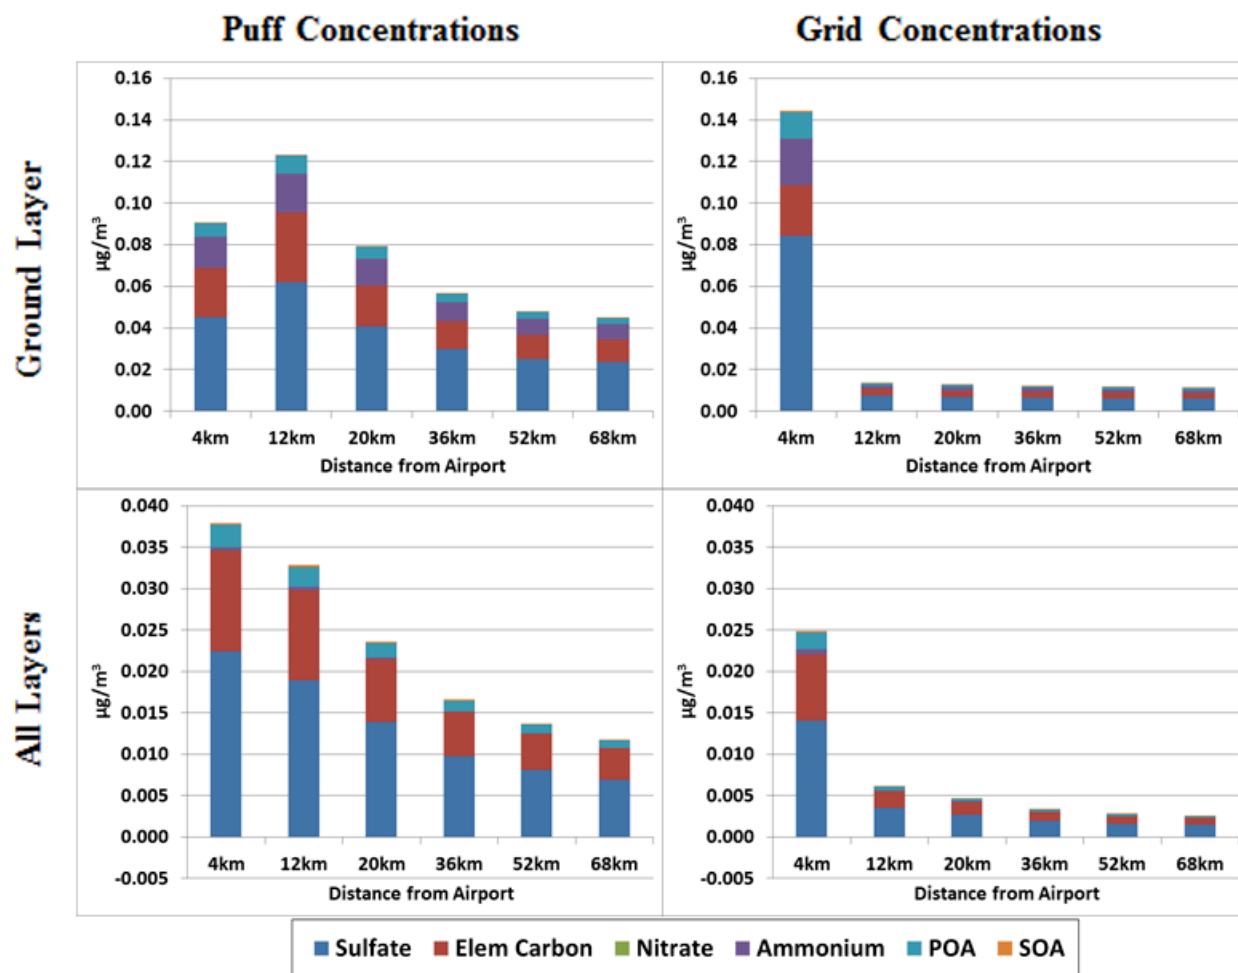 Puff Concentrations
Grid Concentrations
Ground Layer
0.16
0.14
0.12
0.10
0.08
0.06
0.04
0.02
0.00
µg/m³
4km 12km 20km 36km 52km 68km
Distance from Airport
0.16
0.14
0.12
0.10
0.08
0.06
0.04
0.02
0.00
µg/m³
4km 12km 20km 36km 52km 68km
Distance from Airport
All Layers
0.040
0.035
0.030
0.025
0.020
0.015
0.010
0.005
0.000
-0.005
µg/m³
4km 12km 20km 36km 52km 68km
Distance from Airport
0.040
0.035
0.030
0.025
0.020
0.015
0.010
0.005
0.000
-0.005
µg/m³
4km 12km 20km 36km 52km 68km
Distance from Airport
Sulfate Elem Carbon Nitrate Ammonium POA SOA